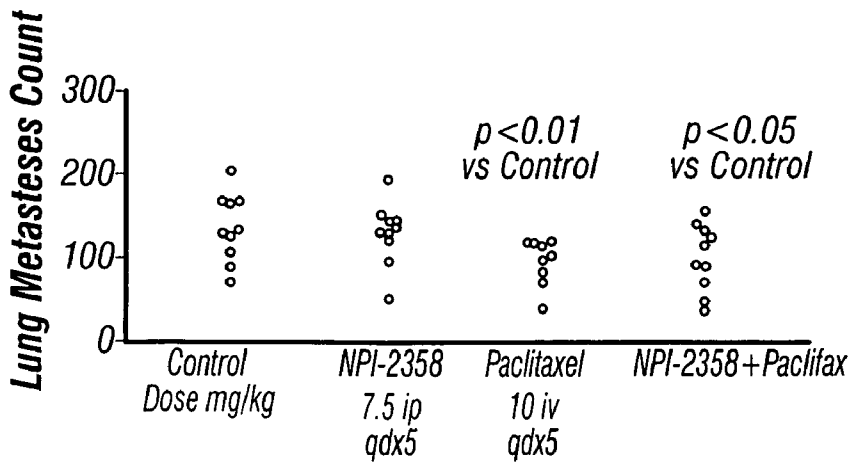 Lung Metasteses Count
300
200
100
0
p<0.01
vs Control
p<0.05
vs Control
Control
Dose mg/kg
NPI-2358
7.5 ip
qdx5
Paclitaxel
10 iv
qdx5
NPI-2358+Paclifax